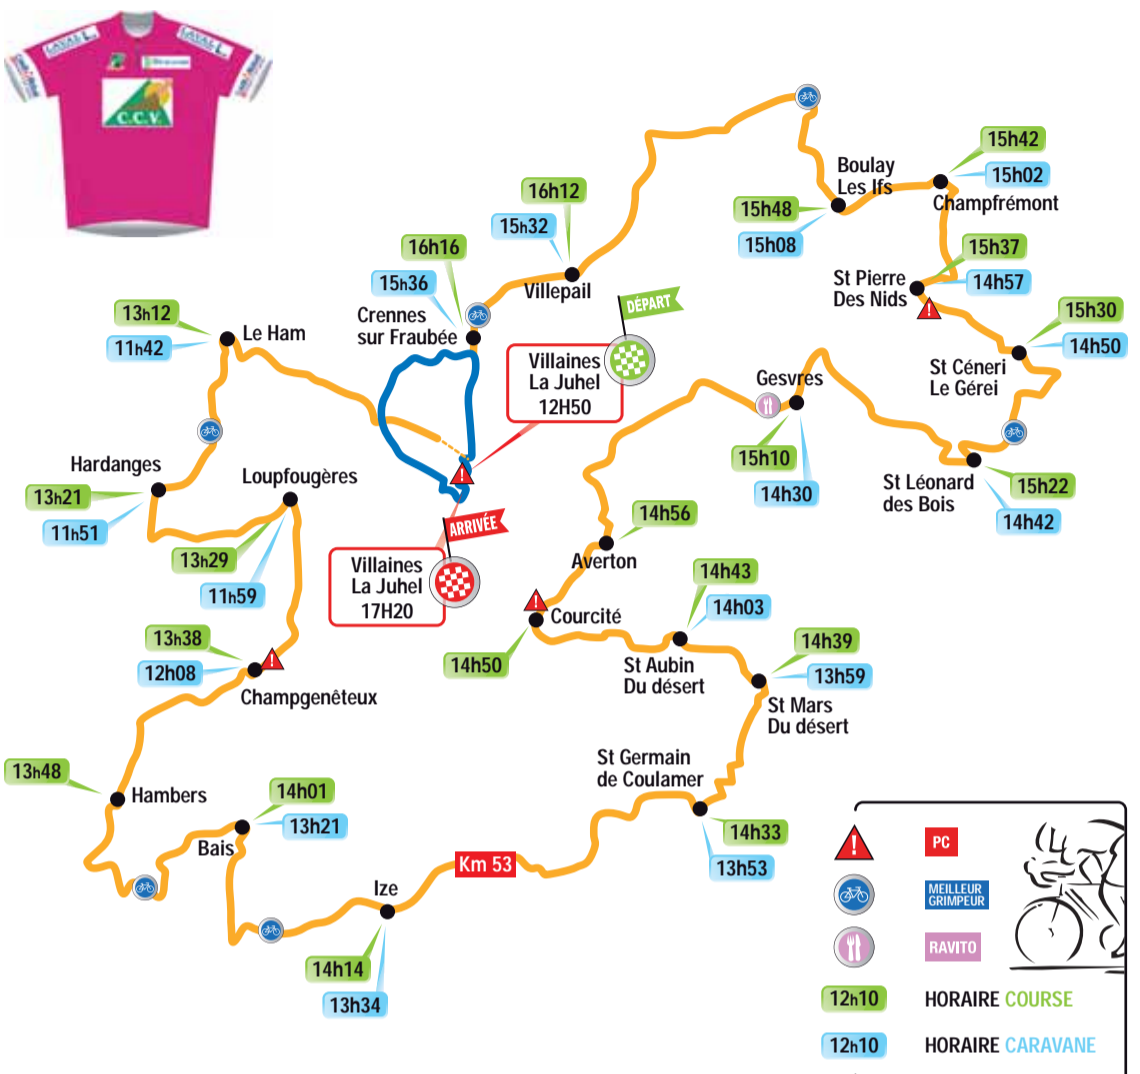 LAVAL
LAVAL
C.C.V.
15h42
15h02
Boulay
Les Ifs
Champfrémont
16h12
15h32
15h48
15h08
16h16
15h36
Villepail
15h37
14h57
St Pierre
Des Nids
DÉPART
13h12
11h42
Le Ham
Crennes
sur Fraubée
15h30
14h50
St Céneri
Le Gérei
Villaines
La Juhel
12H50
Gesvres
15h10
14h30
St Léonard
des Bois
15h22
14h42
Hardanges
13h21
11h51
Loupfougères
13h29
11h59
ARRIVÉE
Villaines
La Juhel
17H20
14h56
Averton
Courcité
14h50
14h43
14h03
St Aubin
Du désert
14h39
13h59
St Mars
Du désert
13h38
12h08
Champgenêteux
St Germain
de Coulamer
14h33
13h53
13h48
Hambers
14h01
13h21
Bais
Km 53
Ize
14h14
13h34
PC
MEILLEUR
GRIMPEUR
RAVITO
12h10 HORAIRE COURSE
12h10 HORAIRE CARAVANE